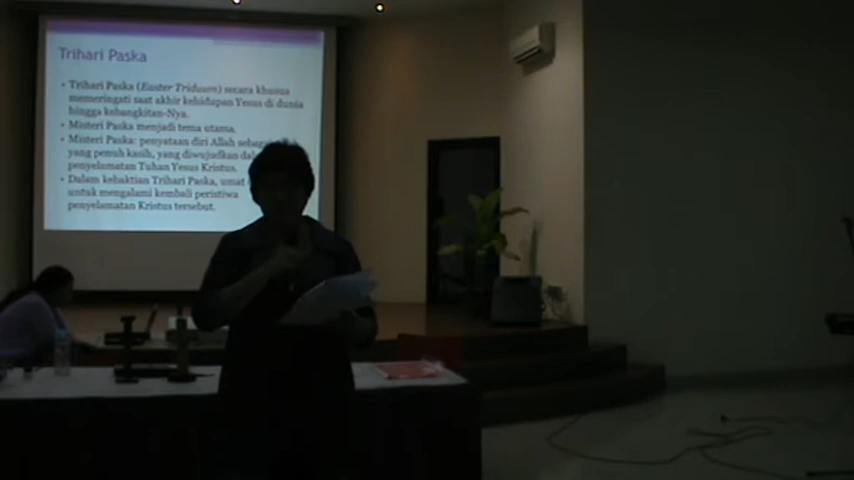 Trihari Paska
• Trihari Paska (Easter Triduum) secara khusus
memeringati saat akhir kehidupan Yesus di dunia
hingga kebangkitan-Nya.
• Misteri Paska menjadi tema utama.
• Misteri Paska: penyataan diri Allah sebagai
yang penuh kasih, yang diwujudkan
penyelamatan Tuhan Yesus Kristus.
• Dalam kebaktian Trihari Paska, umat
untuk mengalami kembali peristiwa
penyelamatan Kristus tersebut.